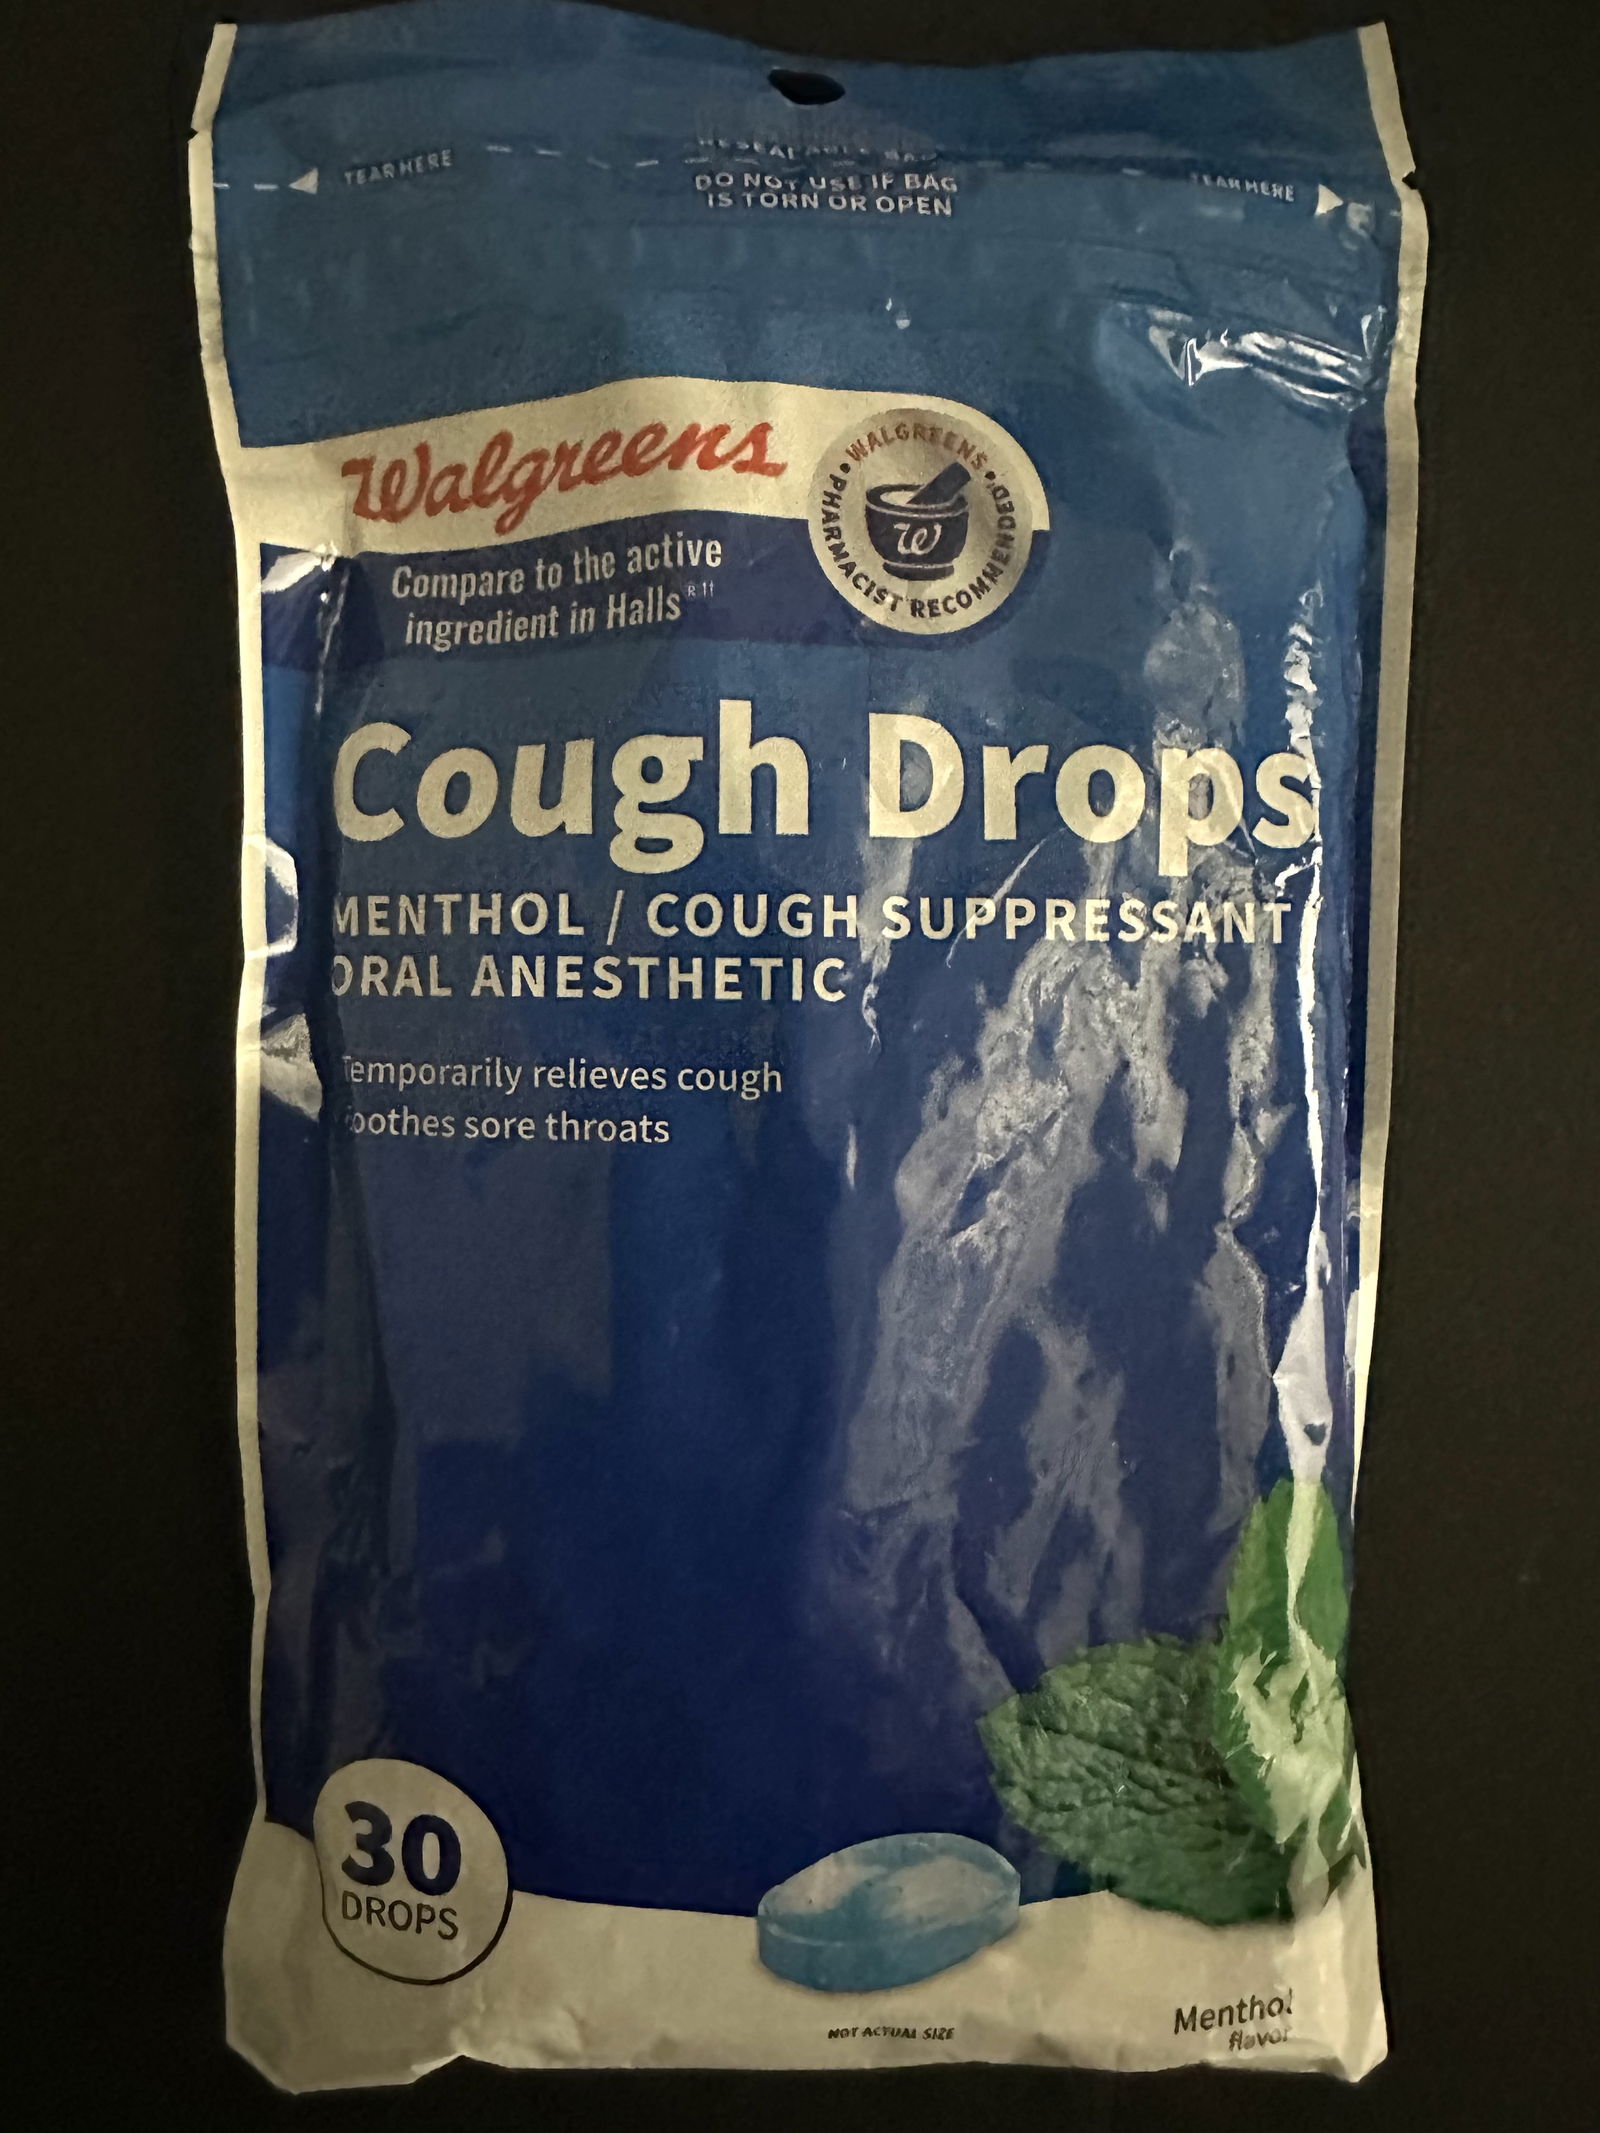 RESEALABLE BAG
TEAR HERE
DO NOT USE IF BAG
IS TORN OR OPEN
TEAR HERE
Walgreens
• WALGREENS •
PHARMACIST RECOMMENDED
W
Compare to the active
ingredient in Halls®††
Cough Drops
MENTHOL / COUGH SUPPRESSANT
ORAL ANESTHETIC
Temporarily relieves cough
oothes sore throats
30
DROPS
NOT ACTUAL SIZE
Menthol
flavor